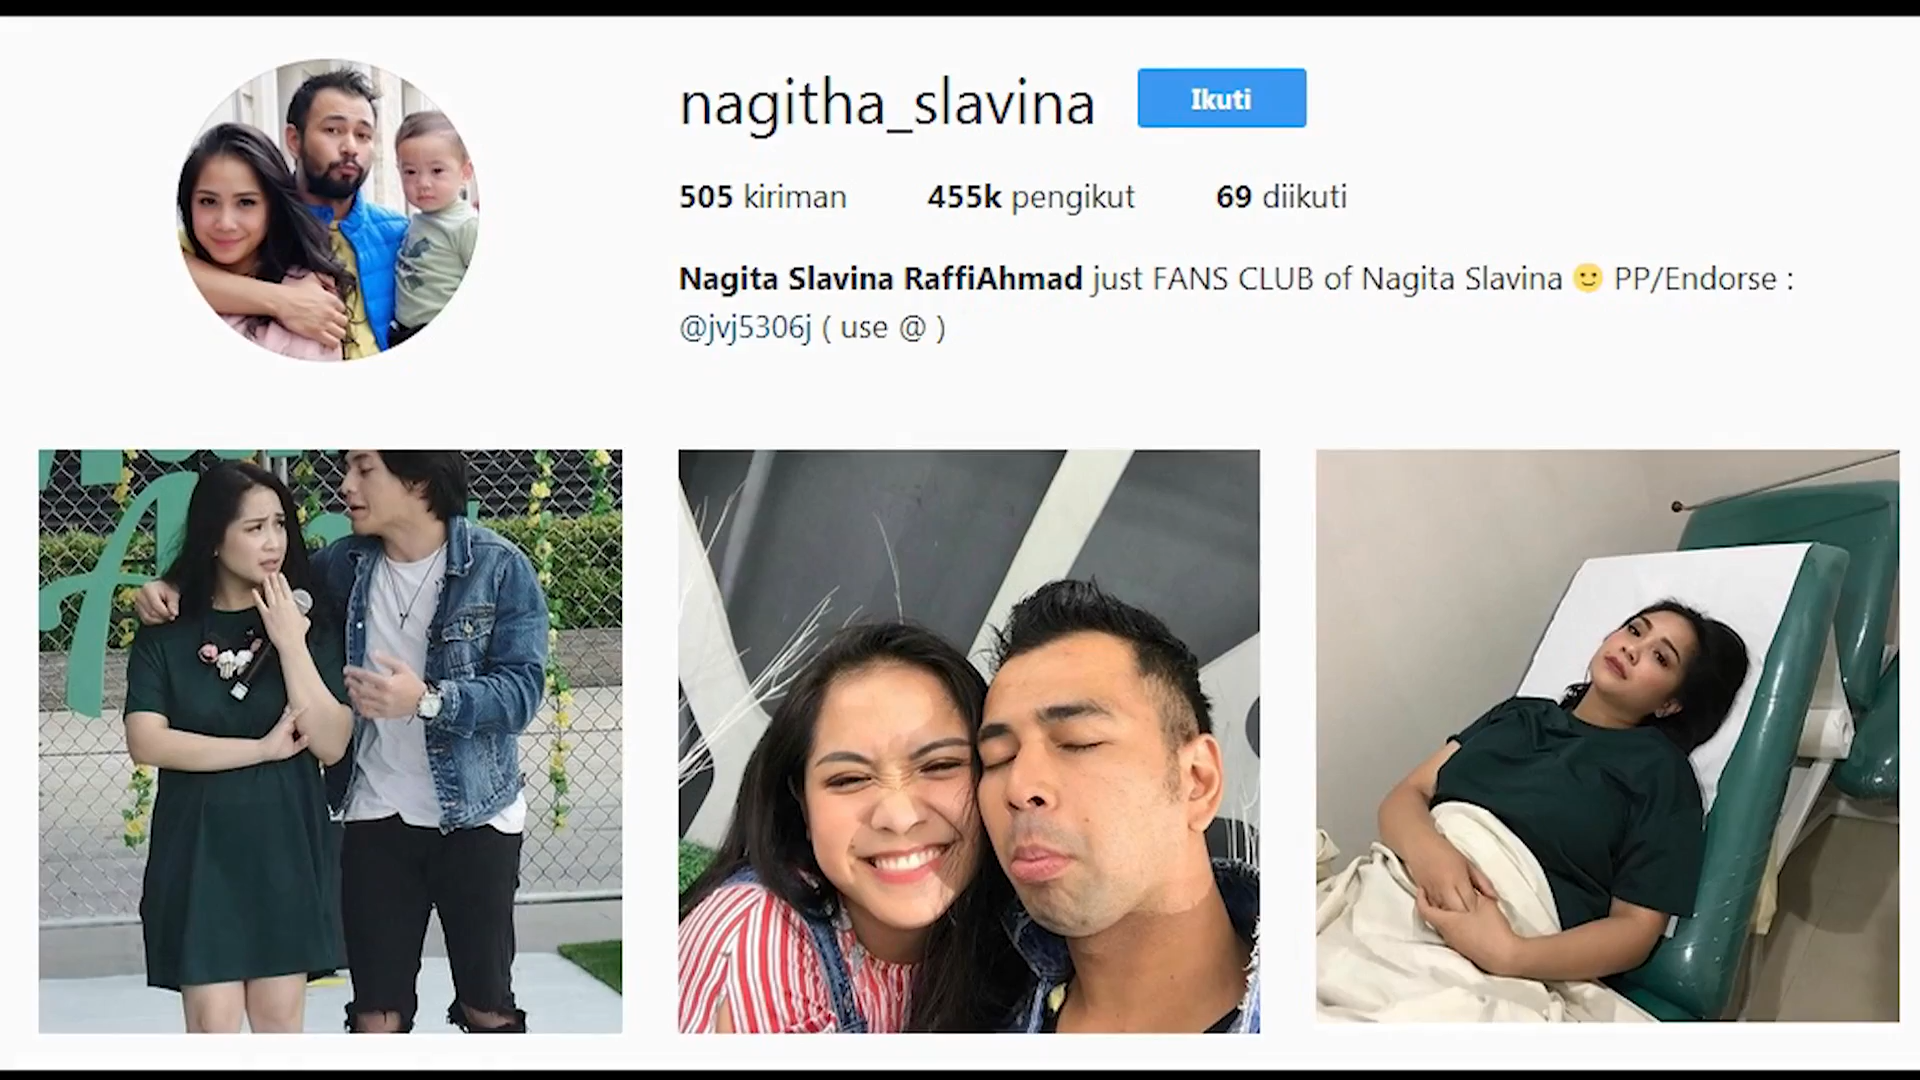 nagitha_slavina Ikuti
505 kiriman 455k pengikut 69 diikuti
Nagita Slavina RaffiAhmad just FANS CLUB of Nagita Slavina 🙂 PP/Endorse :
@jvj5306j ( use @ )